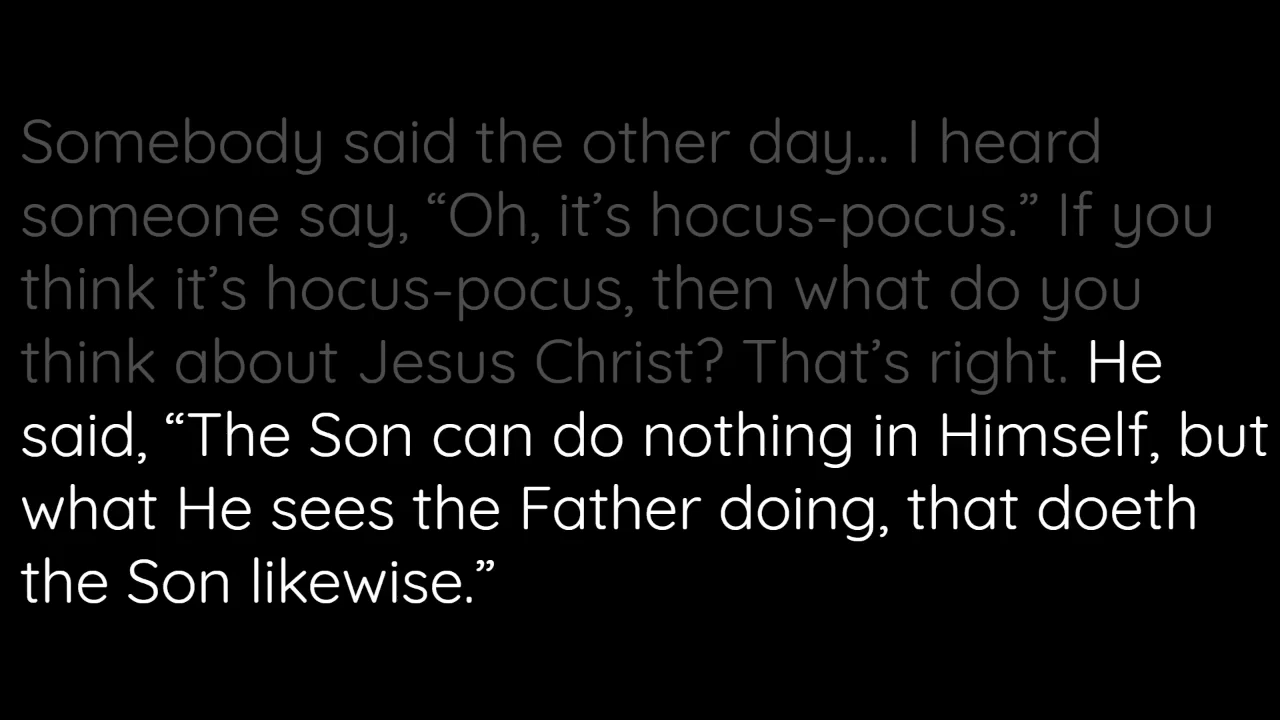 Somebody said the other day... I heard
someone say, “Oh, it’s hocus-pocus.” If you
think it’s hocus-pocus, then what do you
think about Jesus Christ? That’s right. He
said, “The Son can do nothing in Himself, but
what He sees the Father doing, that doeth
the Son likewise.”